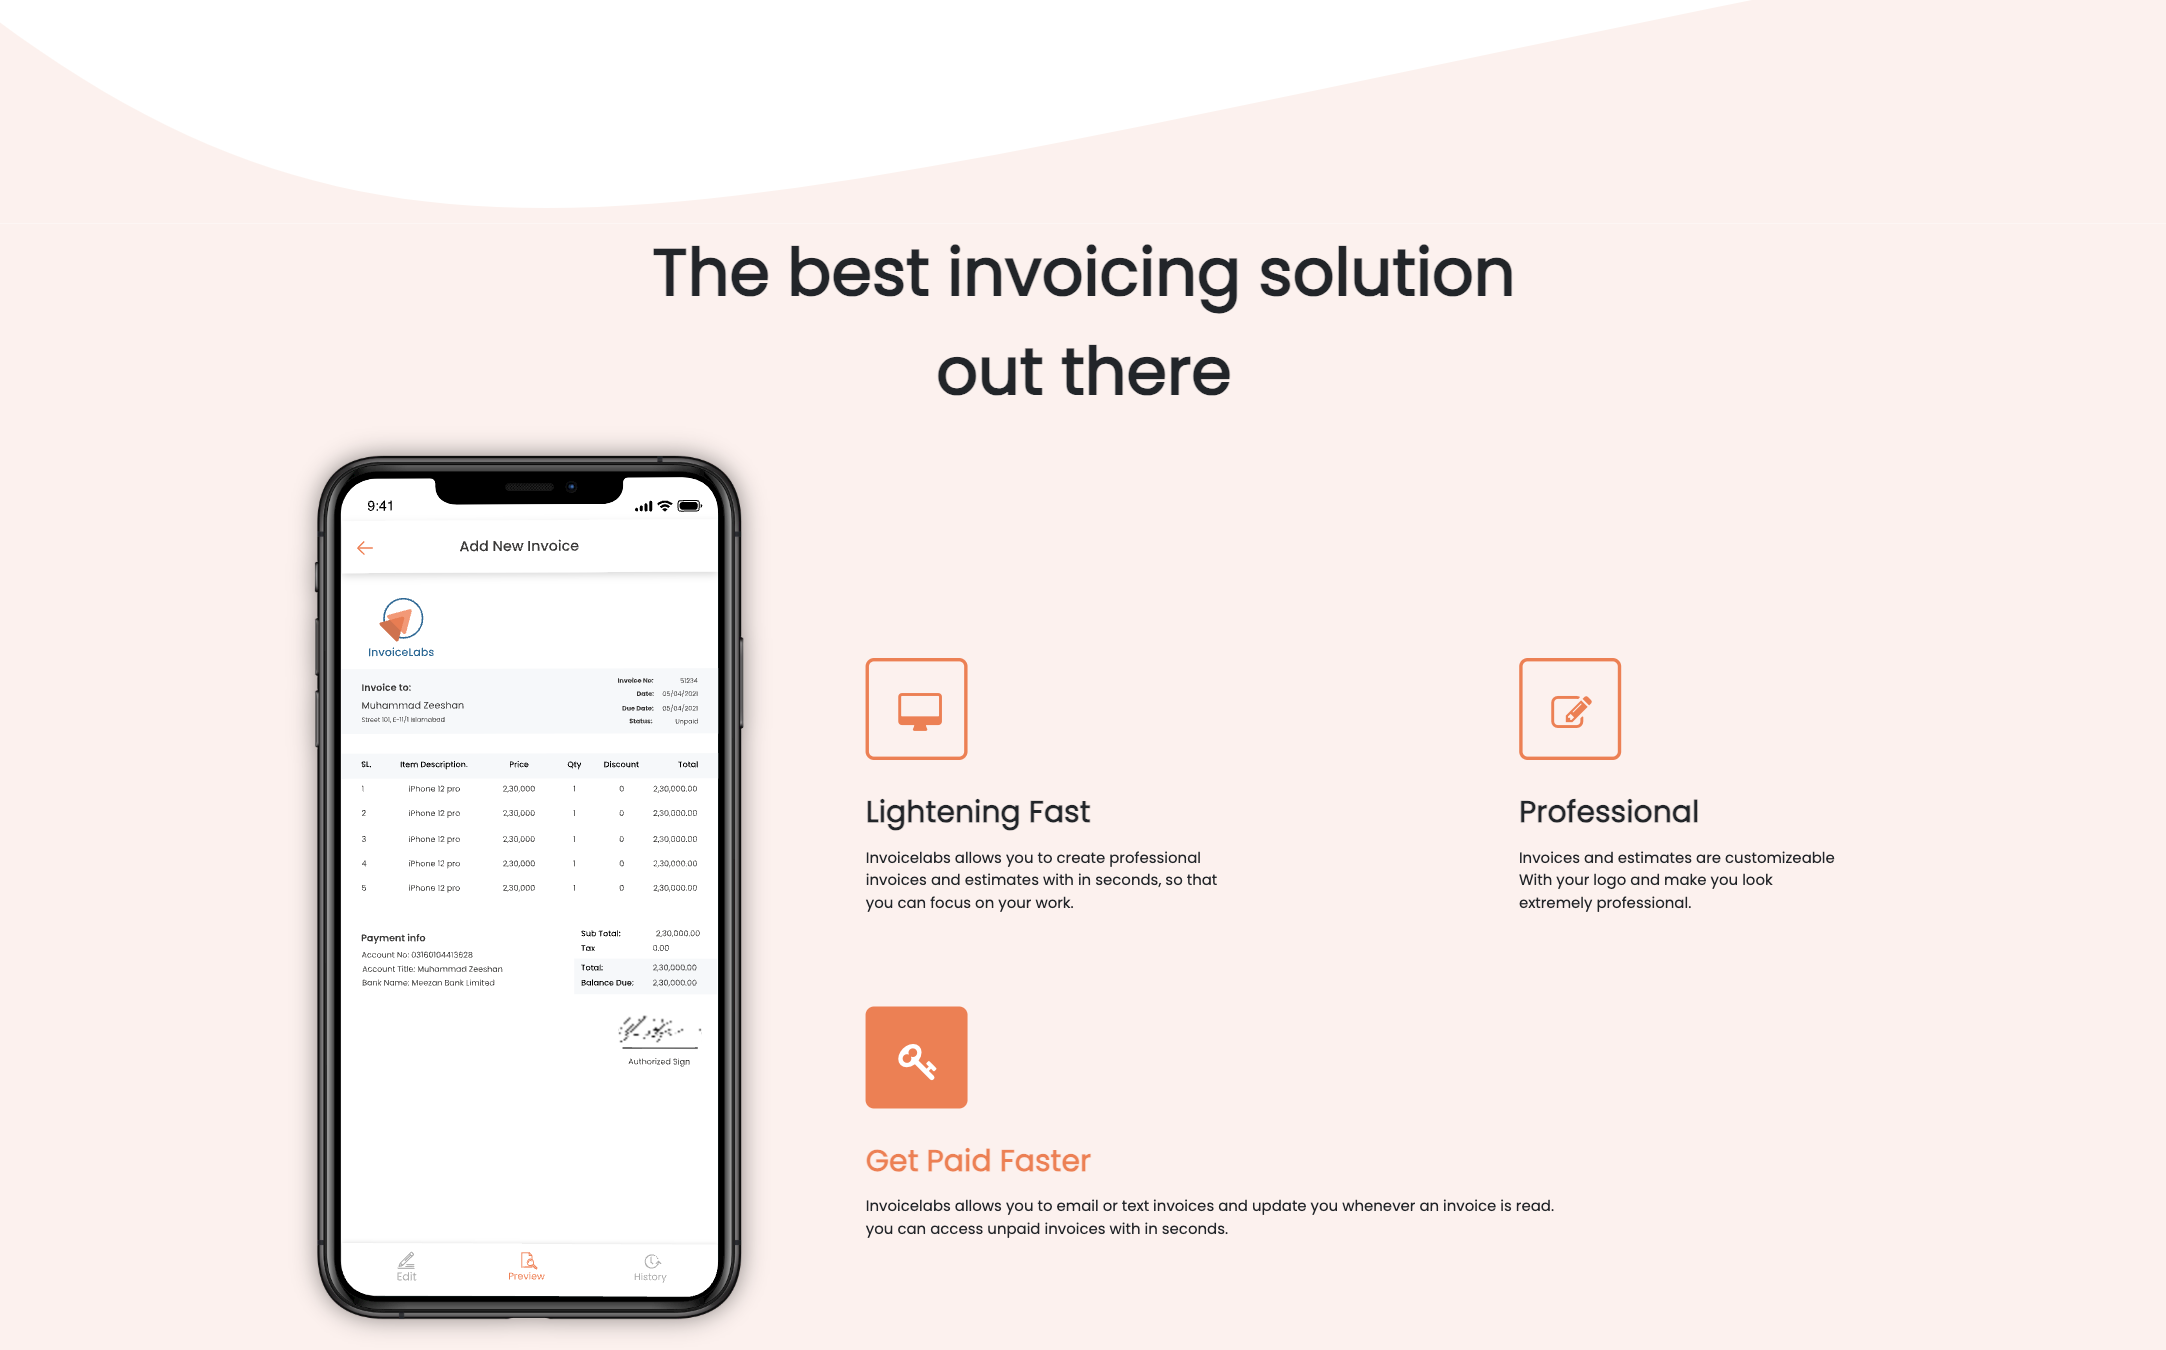 The best invoicing solution
out there
9:41
Add New Invoice
InvoiceLabs
Invoice to:
Muhammad Zeeshan
Street 101, E-11/1 Islamabad
Invoice No: 51234
Date: 05/04/2021
Due Date: 05/04/2021
Status: Unpaid
SL. Item Description. Price Qty Discount Total
1 iPhone 12 pro 2,30,000 1 0 2,30,000.00
2 iPhone 12 pro 2,30,000 1 0 2,30,000.00
3 iPhone 12 pro 2,30,000 1 0 2,30,000.00
4 iPhone 12 pro 2,30,000 1 0 2,30,000.00
5 iPhone 12 pro 2,30,000 1 0 2,30,000.00
Payment info
Account No: 03160104413628
Account Title: Muhammad Zeeshan
Bank Name: Meezan Bank Limited
Sub Total: 2,30,000.00
Tax 0.00
Total: 2,30,000.00
Balance Due: 2,30,000.00
Authorized Sign
Edit
Preview
History
Lightening Fast
Invoicelabs allows you to create professional
invoices and estimates with in seconds, so that
you can focus on your work.
Professional
Invoices and estimates are customizeable
With your logo and make you look
extremely professional.
Get Paid Faster
Invoicelabs allows you to email or text invoices and update you whenever an invoice is read.
you can access unpaid invoices with in seconds.